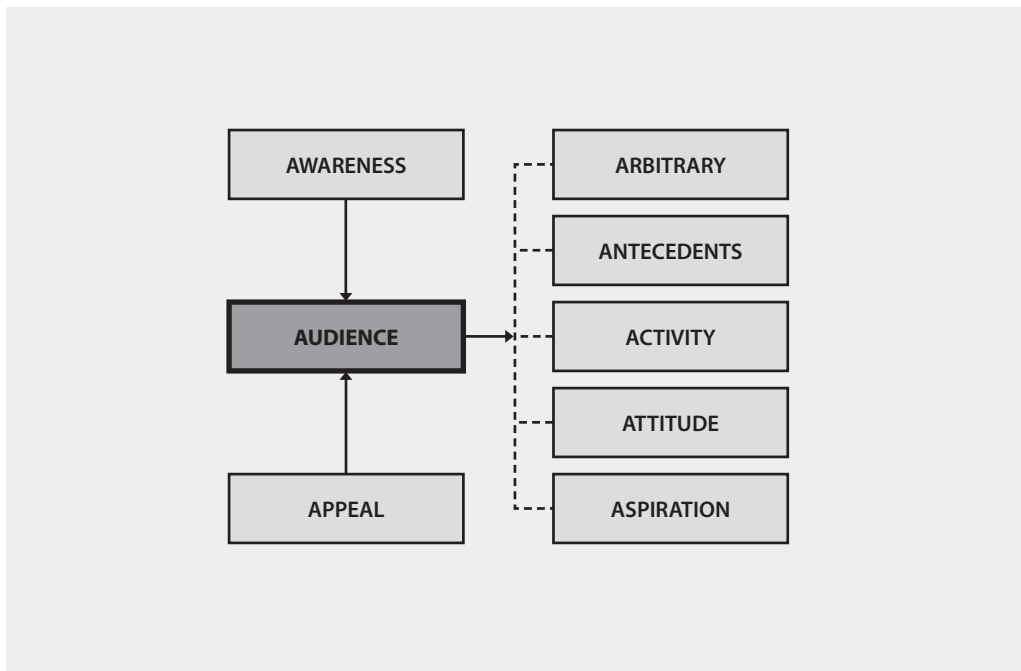 AWARENESS
AUDIENCE
APPEAL
ARBITRARY
ANTECEDENTS
ACTIVITY
ATTITUDE
ASPIRATION